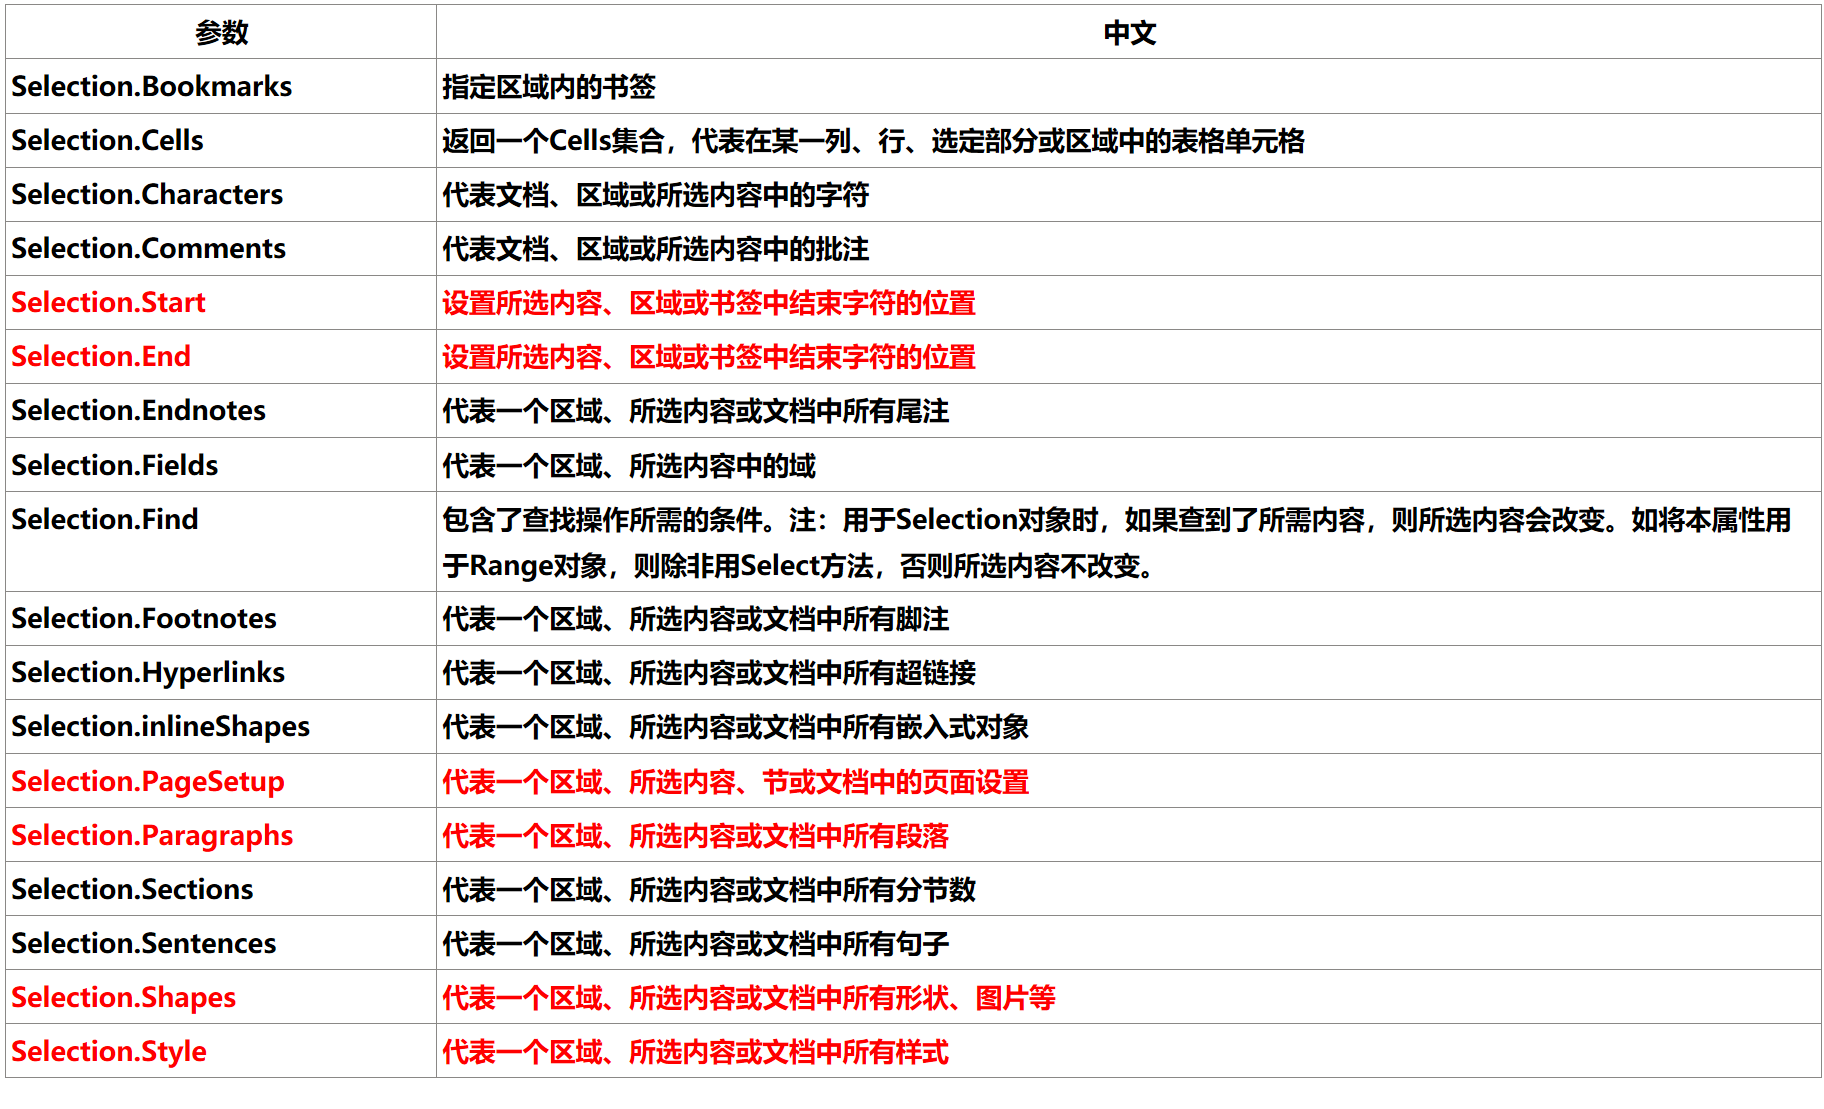 参数 中文
Selection.Bookmarks 指定区域内的书签
Selection.Cells 返回一个Cells集合，代表在某一列、行、选定部分或区域中的表格单元格
Selection.Characters 代表文档、区域或所选内容中的字符
Selection.Comments 代表文档、区域或所选内容中的批注
Selection.Start 设置所选内容、区域或书签中结束字符的位置
Selection.End 设置所选内容、区域或书签中结束字符的位置
Selection.Endnotes 代表一个区域、所选内容或文档中所有尾注
Selection.Fields 代表一个区域、所选内容中的域
Selection.Find 包含了查找操作所需的条件。注：用于Selection对象时，如果查到了所需内容，则所选内容会改变。如将本属性用
于Range对象，则除非用Select方法，否则所选内容不改变。
Selection.Footnotes 代表一个区域、所选内容或文档中所有脚注
Selection.Hyperlinks 代表一个区域、所选内容或文档中所有超链接
Selection.inlineShapes 代表一个区域、所选内容或文档中所有嵌入式对象
Selection.PageSetup 代表一个区域、所选内容、节或文档中的页面设置
Selection.Paragraphs 代表一个区域、所选内容或文档中所有段落
Selection.Sections 代表一个区域、所选内容或文档中所有分节数
Selection.Sentences 代表一个区域、所选内容或文档中所有句子
Selection.Shapes 代表一个区域、所选内容或文档中所有形状、图片等
Selection.Style 代表一个区域、所选内容或文档中所有样式